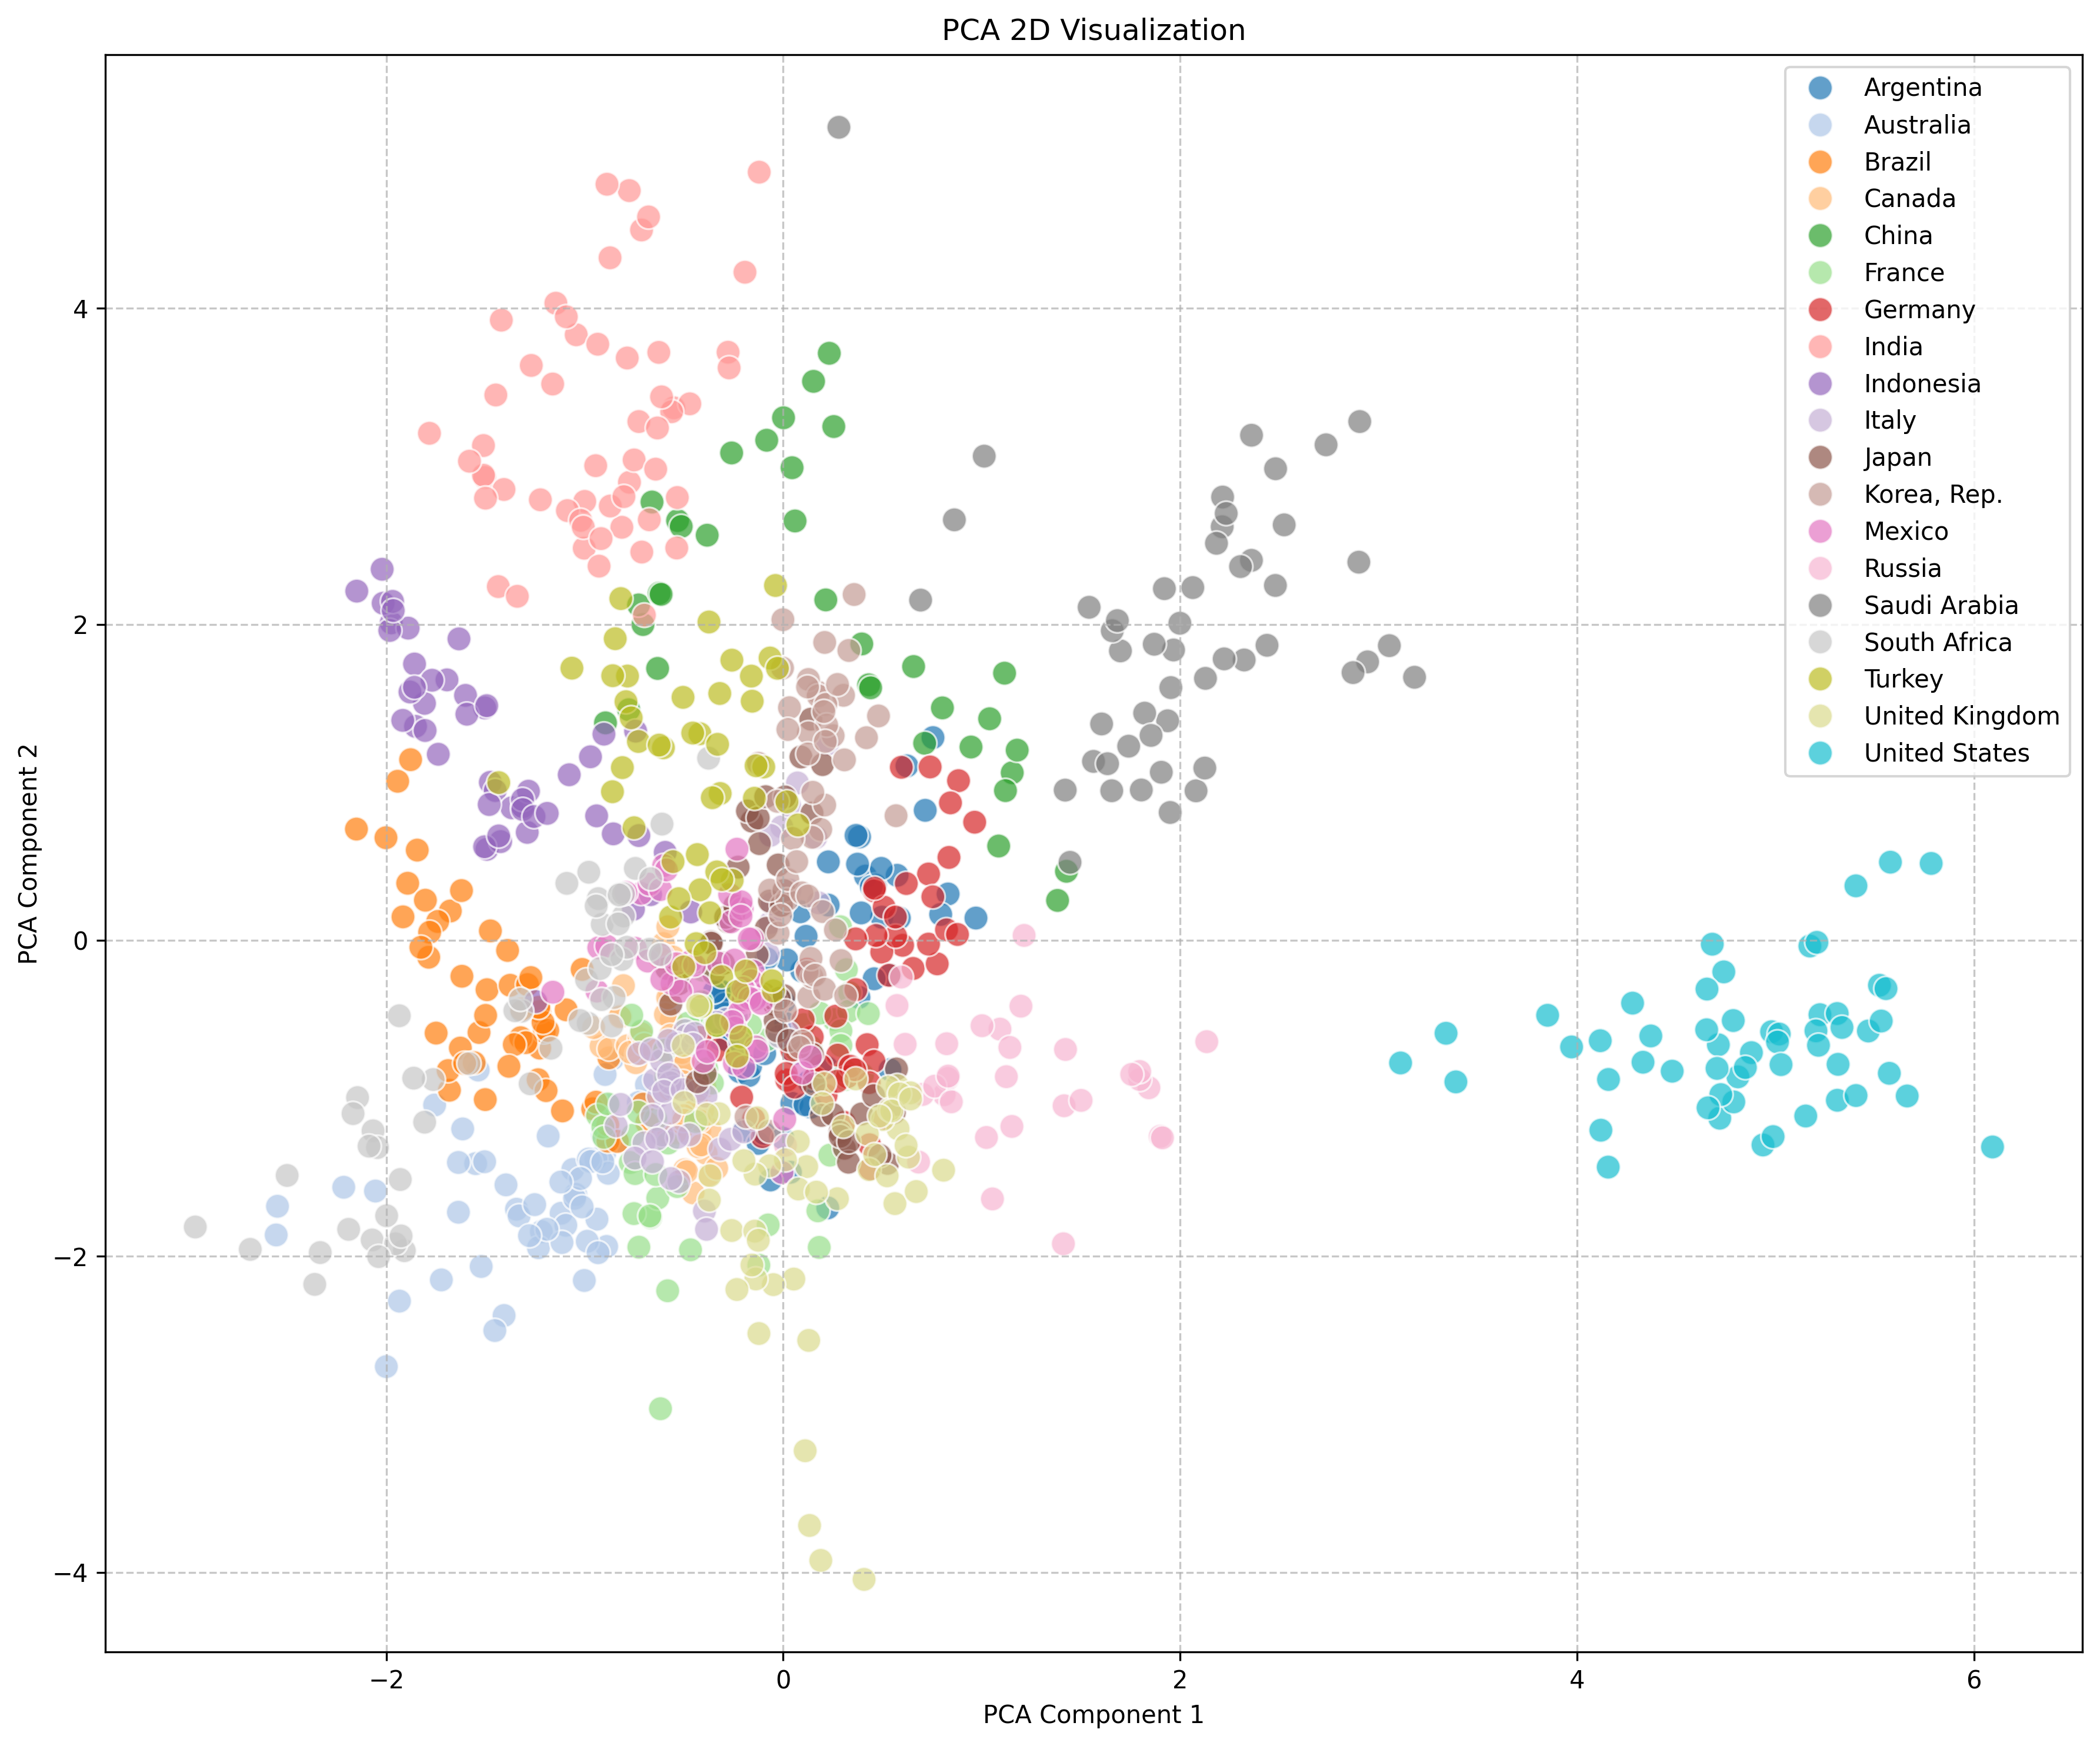 PCA 2D Visualization
Argentina
Australia
Brazil
Canada
China
France
Germany
India
Indonesia
Italy
Japan
Korea, Rep.
Mexico
Russia
Saudi Arabia
South Africa
Turkey
United Kingdom
United States
PCA Component 2
4
2
0
−2
−4
−2
0
2
4
6
PCA Component 1